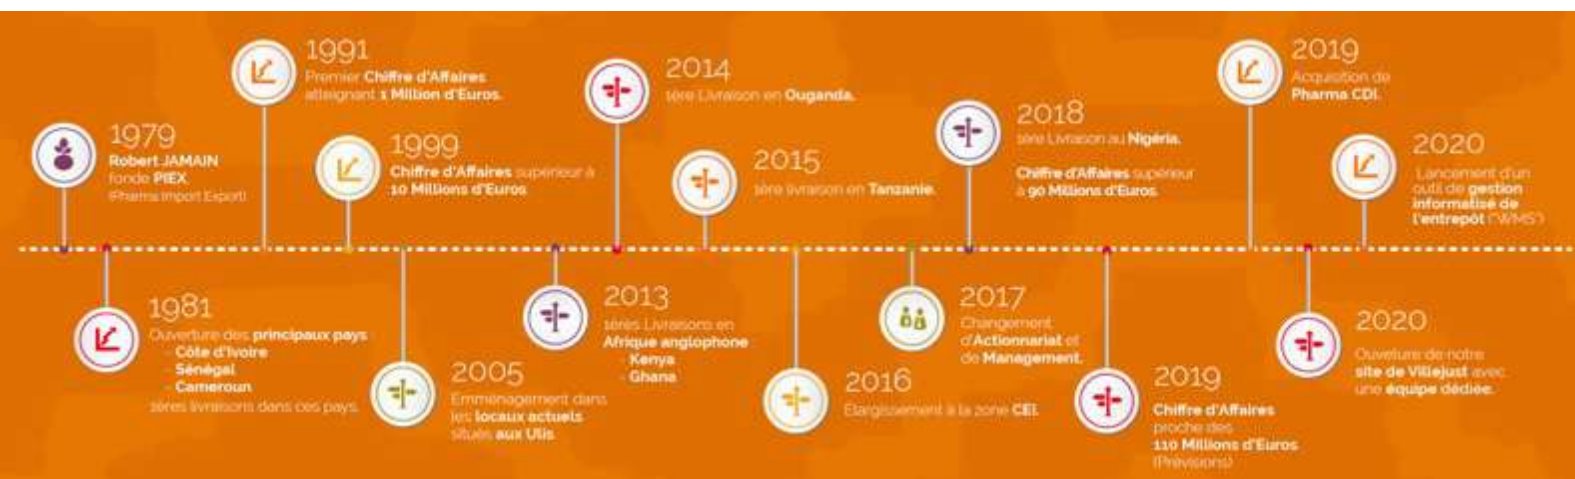 1979
Robert JAMAIN
fonde PIEX.
(Pharma Import Export)
1981
Ouverture des principaux pays
- Côte d'Ivoire
- Sénégal
- Cameroun
1ères livraisons dans ces pays.
1991
Premier Chiffre d'Affaires
atteignant 1 Million d'Euros.
1999
Chiffre d'Affaires supérieur à
10 Millions d'Euros
2005
Emménagement dans
les locaux actuels
situés aux Ulis
2013
1ères Livraisons en
Afrique anglophone
- Kenya
- Ghana
2014
1ère Livraison en Ouganda.
2015
1ère livraison en Tanzanie.
2016
Elargissement à la zone CEI.
2017
Changement
d'Actionnariat et
de Management.
2018
1ère Livraison au Nigéria.
Chiffre d'Affaires supérieur
à 90 Millions d'Euros.
2019
Chiffre d'Affaires
proche des
110 Millions d'Euros
(Prévisions)
2019
Acquisition de
Pharma CDI.
2020
Ouveture de notre
site de Villejust avec
une équipe dédiée.
2020
Lancement d'un
outil de gestion
informatisé de
l'entrepôt ("WMS")